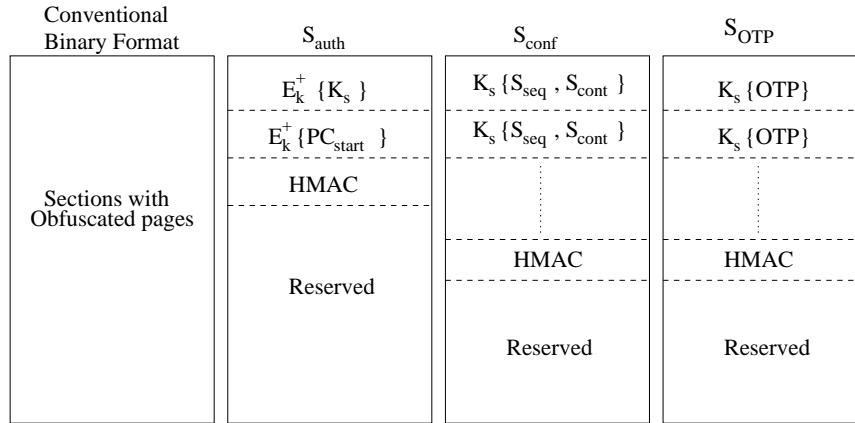 Conventional
Binary Format
S_auth
S_conf
S_OTP
E_k^+ {K_s }
E_k^+ {PC_start }
HMAC
Reserved
K_s {S_seq , S_cont }
K_s {S_seq , S_cont }
HMAC
Reserved
K_s {OTP}
K_s {OTP}
HMAC
Reserved
Sections with
Obfuscated pages